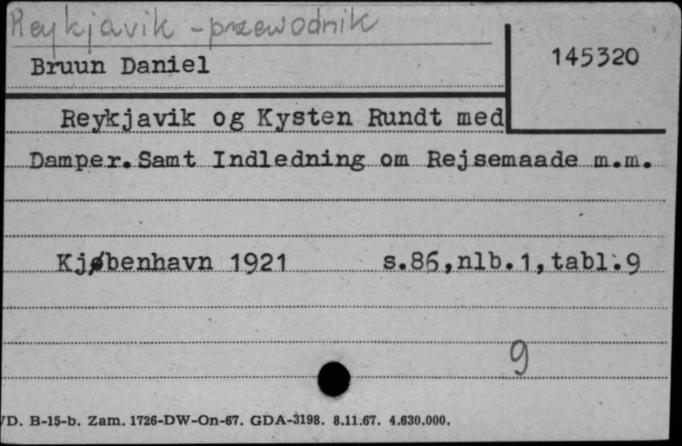 Reykjavik - przewodnik
Bruun Daniel
145320
Reykjavik og Kysten Rundt med
Damper. Samt Indledning om Rejsemaade m.m.
Kjøbenhavn 1921 s.86,nlb.1,tabl.9
9
/D. B-15-b. Zam. 1726-DW-On-67. GDA-3198. 8.11.67. 4.630.000.